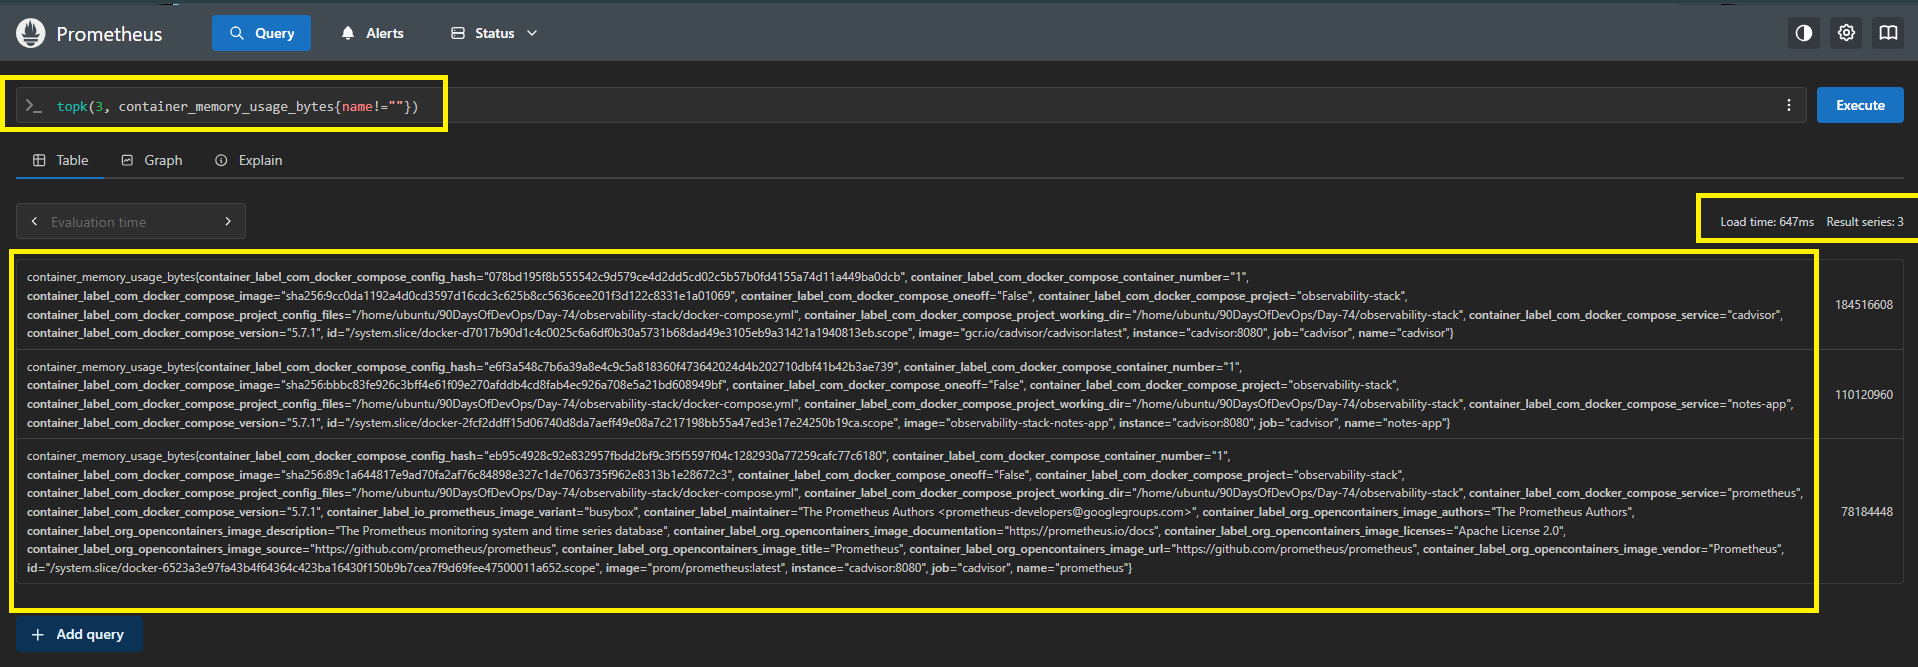 Prometheus
Query
Alerts
Status
topk(3, container_memory_usage_bytes{name!=""})
Execute
Table
Graph
Explain
Evaluation time
Load time: 647ms
Result series: 3
container_memory_usage_bytes{container_label_com_docker_compose_config_hash="078bd195f8b555542c9d579ce4d2dd5cd02c5b57b0fd4155a74d11a449ba0dcb", container_label_com_docker_compose_container_number="1",
container_label_com_docker_compose_image="sha256:9cc0da1192a4d0cd3597d16cdc3c625b8cc5636cee201f3d122c8331e1a01069", container_label_com_docker_compose_oneoff="False", container_label_com_docker_compose_project="observability-stack",
container_label_com_docker_compose_project_config_files="/home/ubuntu/90DaysOfDevOps/Day-74/observability-stack/docker-compose.yml", container_label_com_docker_compose_project_working_dir="/home/ubuntu/90DaysOfDevOps/Day-74/observability-stack", container_label_com_docker_compose_service="cadvisor",
container_label_com_docker_compose_version="5.7.1", id="/system.slice/docker-d7017b90d1c4c0025c6a6df0b30a5731b68dad49e3105eb9a31421a1940813eb.scope", image="gcr.io/cadvisor/cadvisor:latest", instance="cadvisor:8080", job="cadvisor", name="cadvisor"}
184516608
container_memory_usage_bytes{container_label_com_docker_compose_config_hash="e6f3a548c7b6a39a8e4c9c5a818360f473642024d4b202710dbf41b42b3ae739", container_label_com_docker_compose_container_number="1",
container_label_com_docker_compose_image="sha256:bbbc83fe926c3bff4e61f09e270afddb4cd8fab4ec926a708e5a21bd608949bf", container_label_com_docker_compose_oneoff="False", container_label_com_docker_compose_project="observability-stack",
container_label_com_docker_compose_project_config_files="/home/ubuntu/90DaysOfDevOps/Day-74/observability-stack/docker-compose.yml", container_label_com_docker_compose_project_working_dir="/home/ubuntu/90DaysOfDevOps/Day-74/observability-stack", container_label_com_docker_compose_service="notes-app",
container_label_com_docker_compose_version="5.7.1", id="/system.slice/docker-2fcf2ddff15d06740d8da7aeff49e08a7c217198bb55a47ed3e17e24250b19ca.scope", image="observability-stack-notes-app", instance="cadvisor:8080", job="cadvisor", name="notes-app"}
110120960
container_memory_usage_bytes{container_label_com_docker_compose_config_hash="eb95c4928c92e832957fbdd2bf9c3f5f5597f04c1282930a77259cafc77c6180", container_label_com_docker_compose_container_number="1",
container_label_com_docker_compose_image="sha256:89c1a644817e9ad70fa2af76c84898e327c1de7063735f962e8313b1e28672c3", container_label_com_docker_compose_oneoff="False", container_label_com_docker_compose_project="observability-stack",
container_label_com_docker_compose_project_config_files="/home/ubuntu/90DaysOfDevOps/Day-74/observability-stack/docker-compose.yml", container_label_com_docker_compose_project_working_dir="/home/ubuntu/90DaysOfDevOps/Day-74/observability-stack", container_label_com_docker_compose_service="prometheus",
container_label_com_docker_compose_version="5.7.1", container_label_io_prometheus_image_variant="busybox", container_label_maintainer="The Prometheus Authors <prometheus-developers@googlegroups.com>", container_label_org_opencontainers_image_authors="The Prometheus Authors",
container_label_org_opencontainers_image_description="The Prometheus monitoring system and time series database", container_label_org_opencontainers_image_documentation="https://prometheus.io/docs", container_label_org_opencontainers_image_licenses="Apache License 2.0",
container_label_org_opencontainers_image_source="https://github.com/prometheus/prometheus", container_label_org_opencontainers_image_title="Prometheus", container_label_org_opencontainers_image_url="https://github.com/prometheus/prometheus", container_label_org_opencontainers_image_vendor="Prometheus",
id="/system.slice/docker-6523a3e97fa43b4f64364c423ba16430f150b9b7cea7f9d69fee47500011a652.scope", image="prom/prometheus:latest", instance="cadvisor:8080", job="cadvisor", name="prometheus"}
78184448
Add query